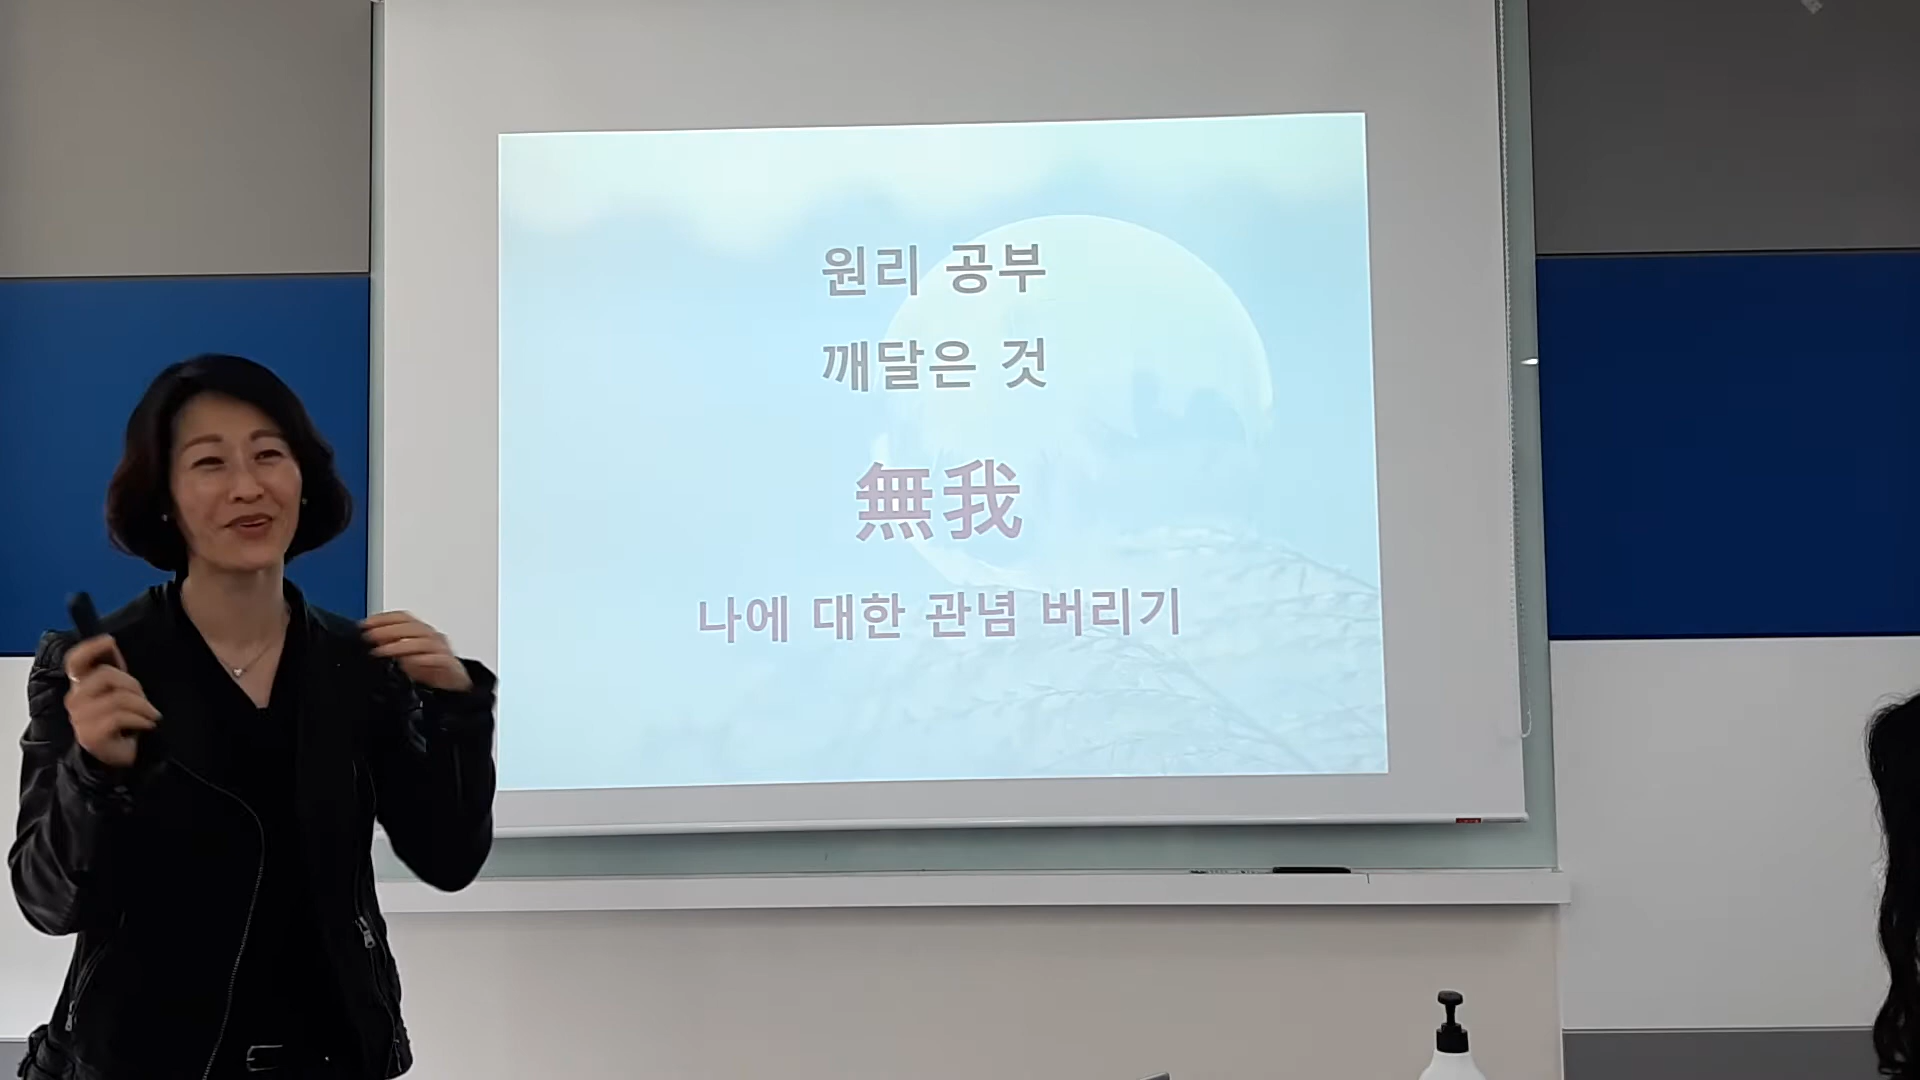 원리 공부
깨달은 것
無我
나에 대한 관념 버리기